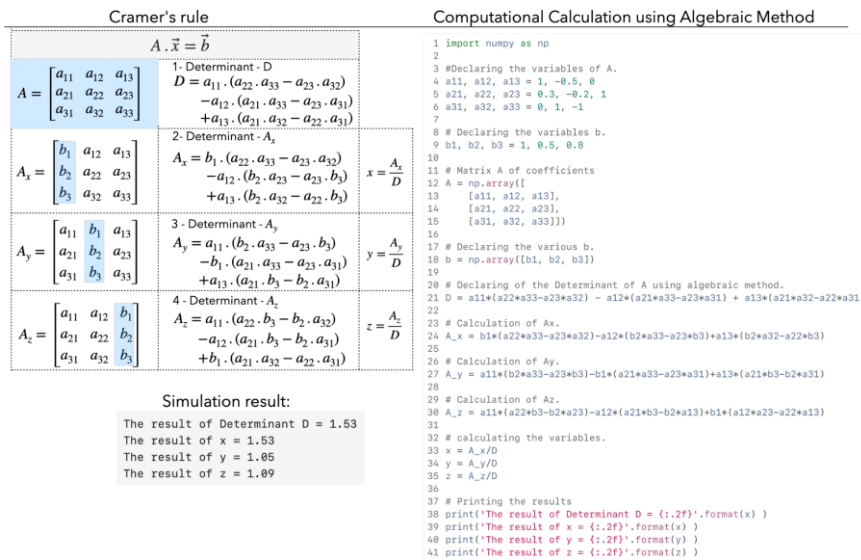 Cramer's rule
A . x⃗ = b⃗
A = [a11 a12 a13
a21 a22 a23
a31 a32 a33]
1- Determinant - D
D = a11 . (a22 . a33 − a23 . a32)
−a12 . (a21 . a33 − a23 . a31)
+a13 . (a21 . a32 − a22 . a31)
Ax = [b1 a12 a13
b2 a22 a23
b3 a32 a33]
2- Determinant - Ax
Ax = b1 . (a22 . a33 − a23 . a32)
−a12 . (b2 . a23 − a23 . b3)
+a13 . (b2 . a32 − a22 . b3)
x = Ax/D
Ay = [a11 b1 a13
a21 b2 a23
a31 b3 a33]
3 - Determinant - Ay
Ay = a11 . (b2 . a33 − a23 . b3)
−b1 . (a21 . a33 − a23 . a31)
+a13 . (a21 . b3 − b2 . a31)
y = Ay/D
Az = [a11 a12 b1
a21 a22 b2
a31 a32 b3]
4 - Determinant - Az
Az = a11 . (a22 . b3 − b2 . a32)
−a12 . (a21 . b3 − b2 . a31)
+b1 . (a21 . a32 − a22 . a31)
z = Az/D
Simulation result:
The result of Determinant D = 1.53
The result of x = 1.53
The result of y = 1.05
The result of z = 1.09
Computational Calculation using Algebraic Method
1 import numpy as np
2
3 #Declaring the variables of A.
4 a11, a12, a13 = 1, -0.5, 0
5 a21, a22, a23 = 0.3, -0.2, 1
6 a31, a32, a33 = 0, 1, -1
7
8 # Declaring the variables b.
9 b1, b2, b3 = 1, 0.5, 0.8
10
11 # Matrix A of coefficients
12 A = np.array([
13 [a11, a12, a13],
14 [a21, a22, a23],
15 [a31, a32, a33]])
16
17 # Declaring the various b.
18 b = np.array([b1, b2, b3])
19
20 # Declaring of the Determinant of A using algebraic method.
21 D = a11*(a22*a33-a23*a32) - a12*(a21*a33-a23*a31) + a13*(a21*a32-a22*a31
22
23 # Calculation of Ax.
24 A_x = b1*(a22*a33-a23*a32)-a12*(b2*a33-a23*b3)+a13*(b2*a32-a22*b3)
25
26 # Calculation of Ay.
27 A_y = a11*(b2*a33-a23*b3)-b1*(a21*a33-a23*a31)+a13*(a21*b3-b2*a31)
28
29 # Calculation of Az.
30 A_z = a11*(a22*b3-b2*a23)-a12*(a21*b3-b2*a13)+b1*(a12*a23-a22*a13)
31
32 # calculating the variables.
33 x = A_x/D
34 y = A_y/D
35 z = A_z/D
36
37 # Printing the results
38 print('The result of Determinant D = {:.2f}'.format(x) )
39 print('The result of x = {:.2f}'.format(x) )
40 print('The result of y = {:.2f}'.format(y) )
41 print('The result of z = {:.2f}'.format(z) )